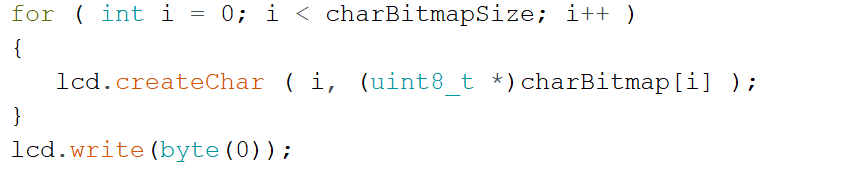 for ( int i = 0; i < charBitmapSize; i++ )
{
   lcd.createChar ( i, (uint8_t *)charBitmap[i] );
}
lcd.write(byte(0));